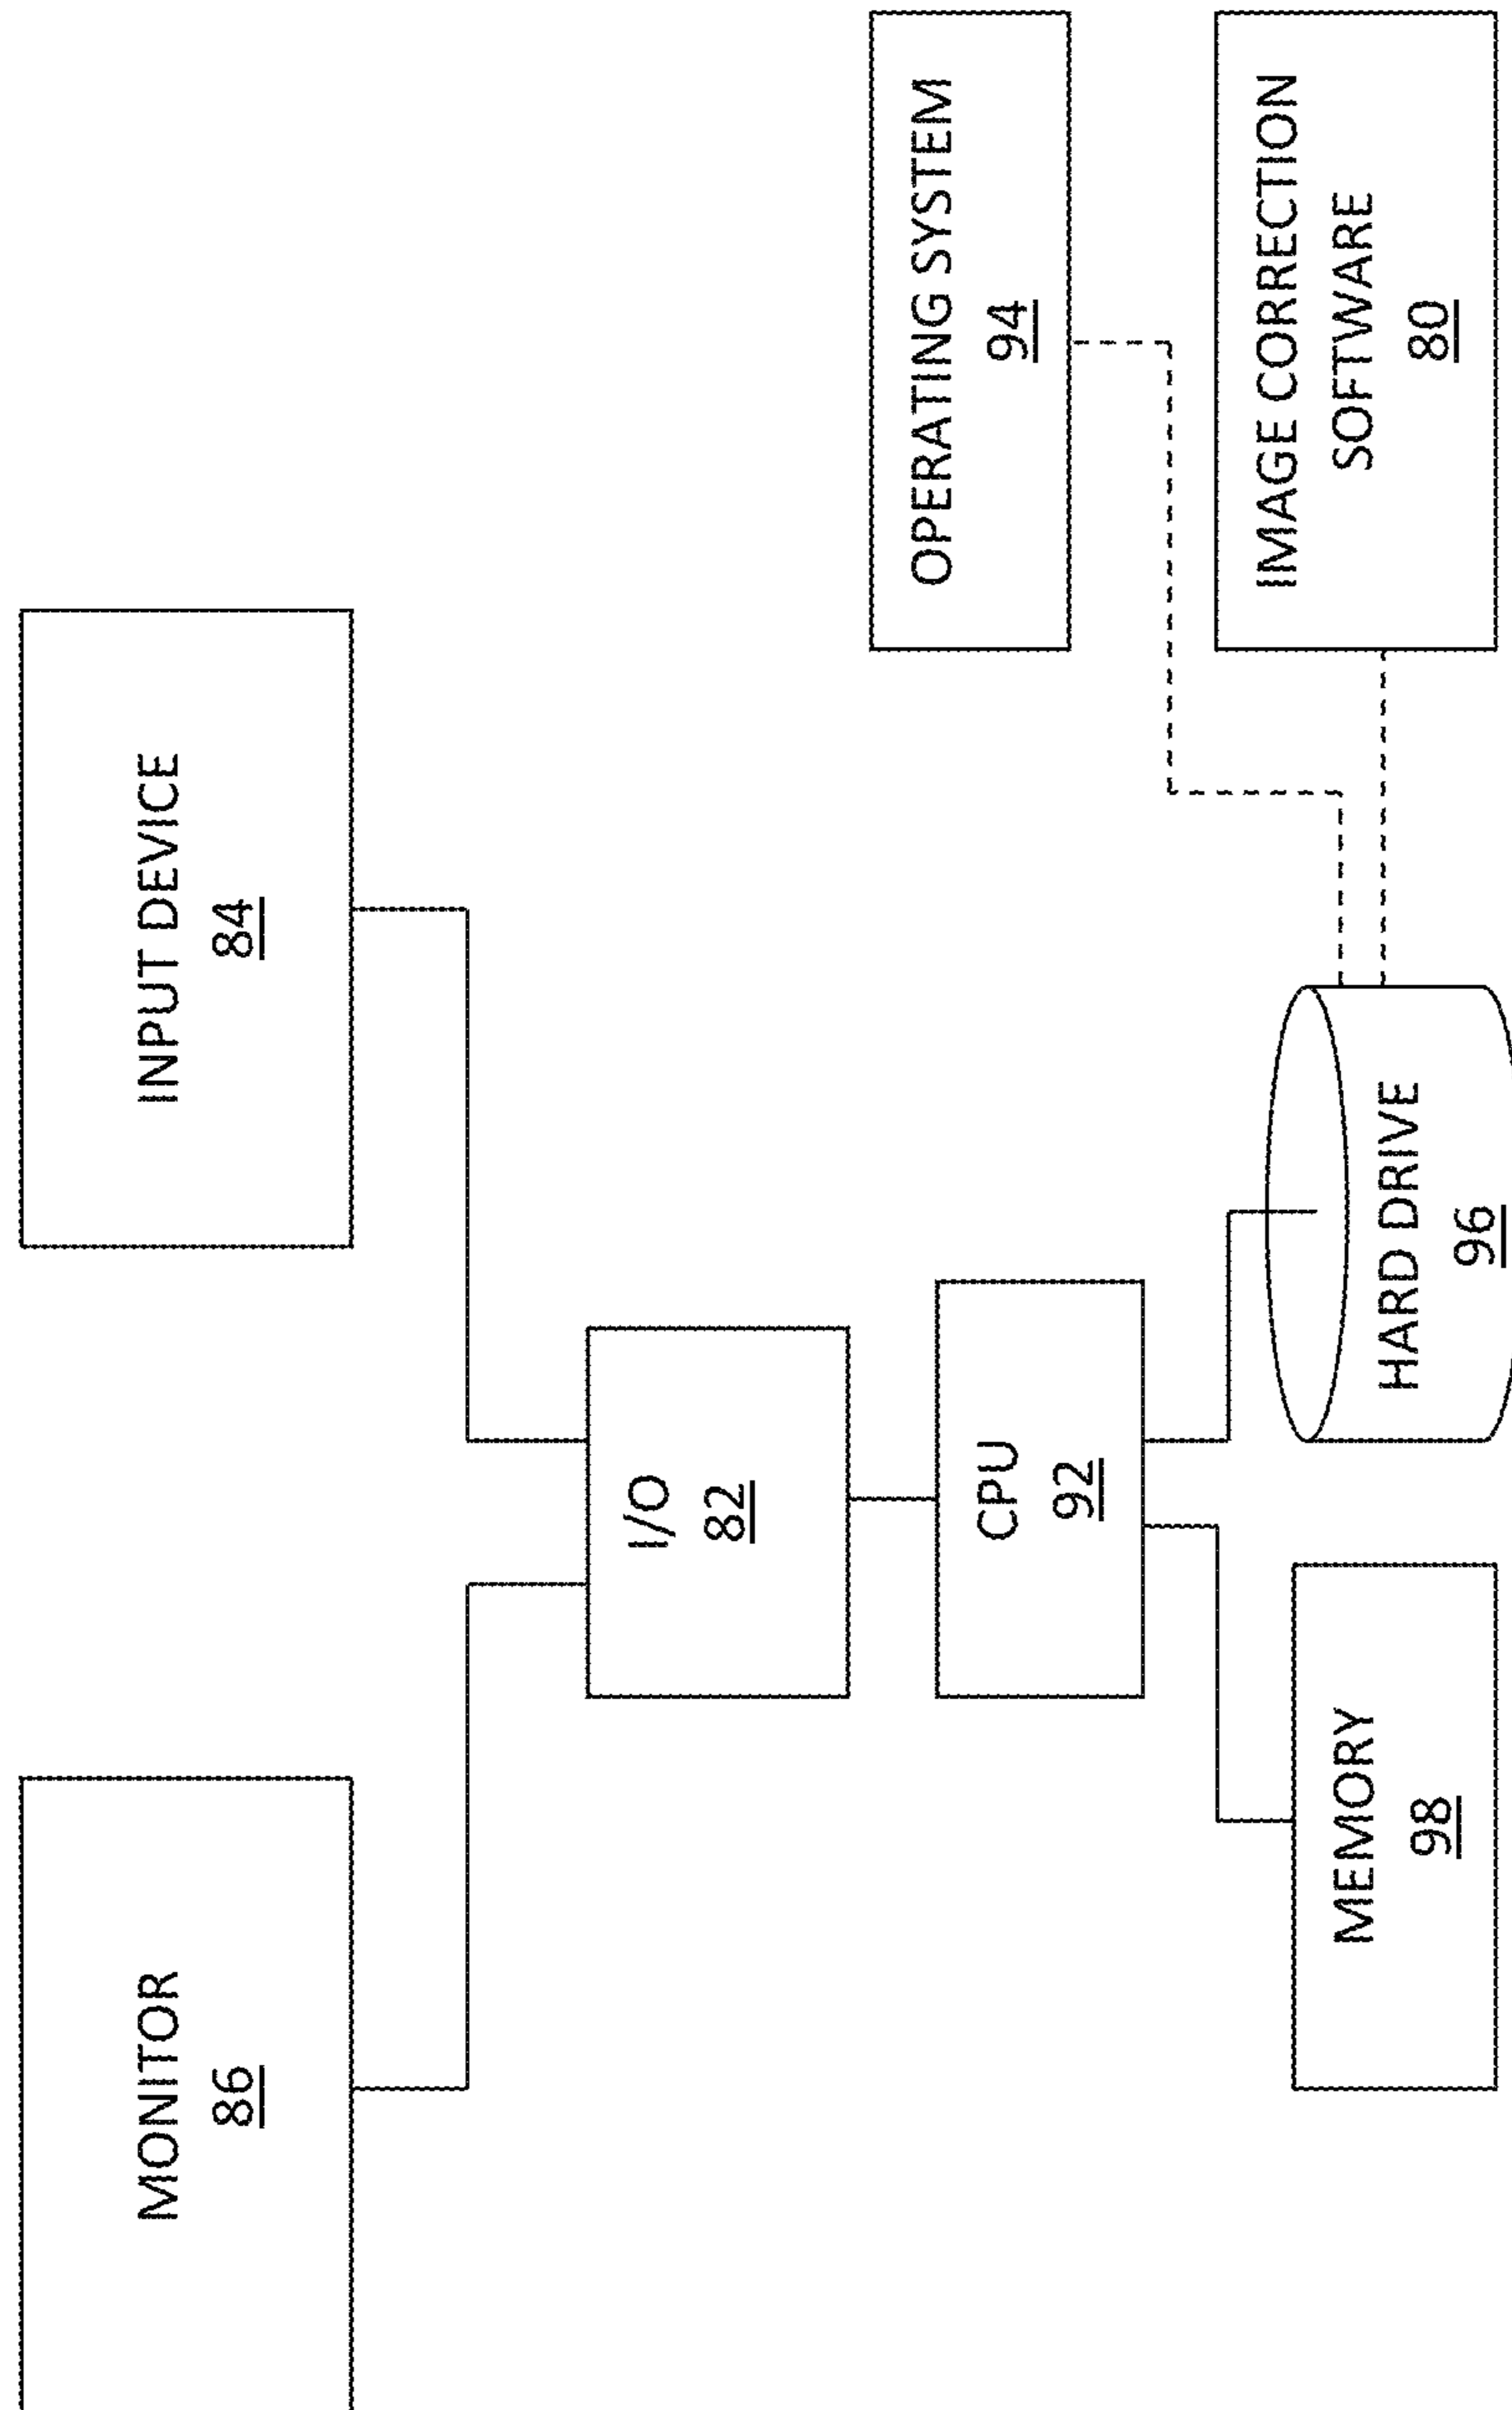 MONITOR
86
INPUT DEVICE
84
I/O
82
CPU
92
OPERATING SYSTEM
94
MEMORY
98
HARD DRIVE
96
IMAGE CORRECTION
SOFTWARE
80